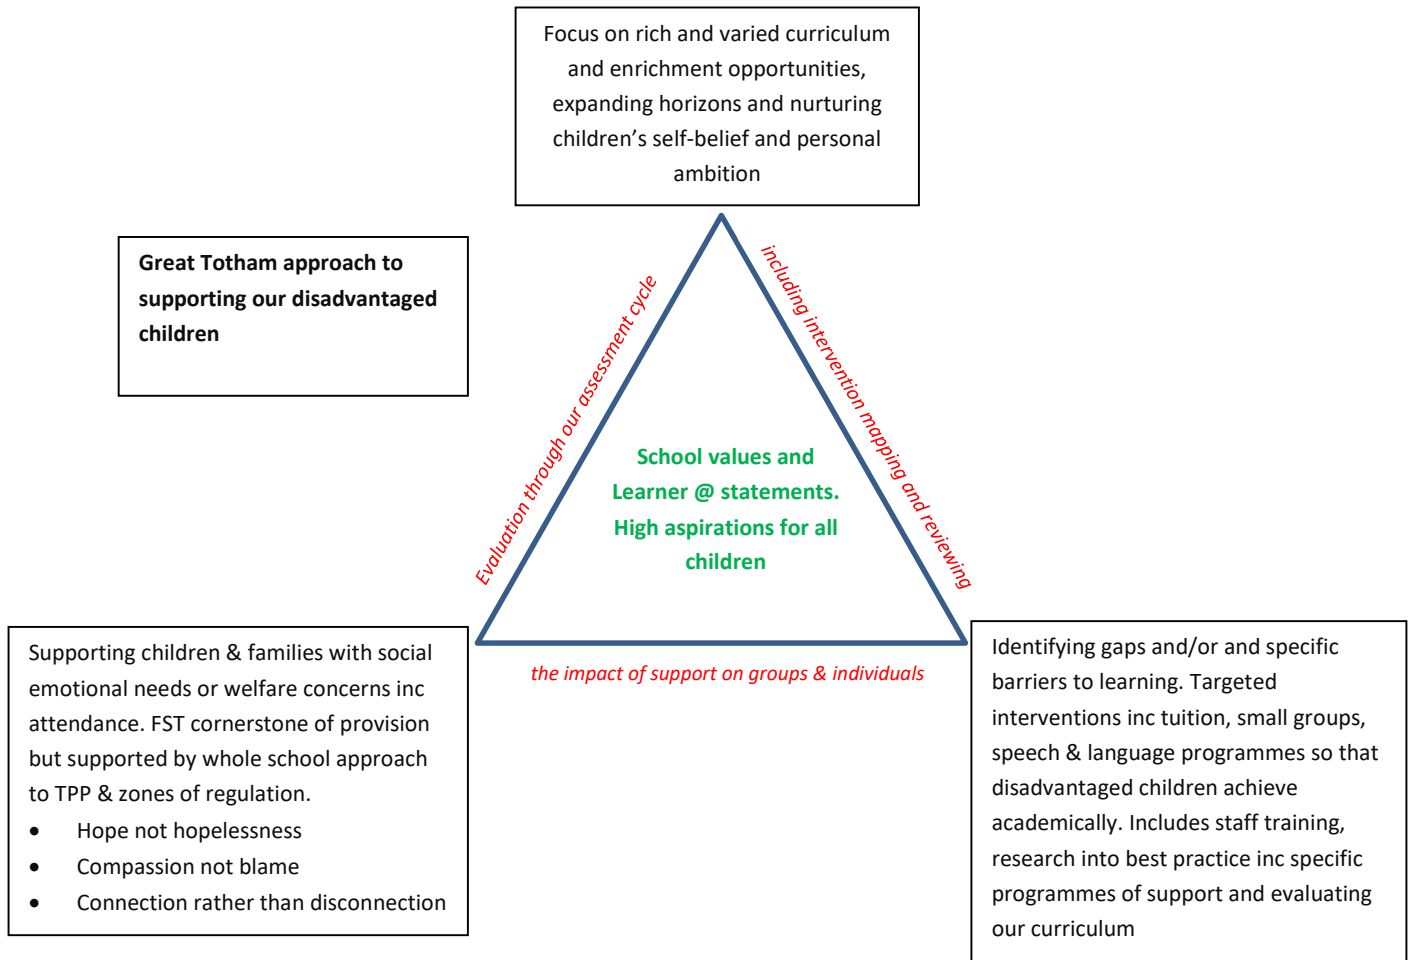 Focus on rich and varied curriculum
and enrichment opportunities,
expanding horizons and nurturing
children’s self-belief and personal
ambition
Great Totham approach to
supporting our disadvantaged
children
Evaluation through our assessment cycle
including intervention mapping and reviewing
the impact of support on groups & individuals
School values and
Learner @ statements.
High aspirations for all
children
Supporting children & families with social
emotional needs or welfare concerns inc
attendance. FST cornerstone of provision
but supported by whole school approach
to TPP & zones of regulation.
• Hope not hopelessness
• Compassion not blame
• Connection rather than disconnection
Identifying gaps and/or and specific
barriers to learning. Targeted
interventions inc tuition, small groups,
speech & language programmes so that
disadvantaged children achieve
academically. Includes staff training,
research into best practice inc specific
programmes of support and evaluating
our curriculum